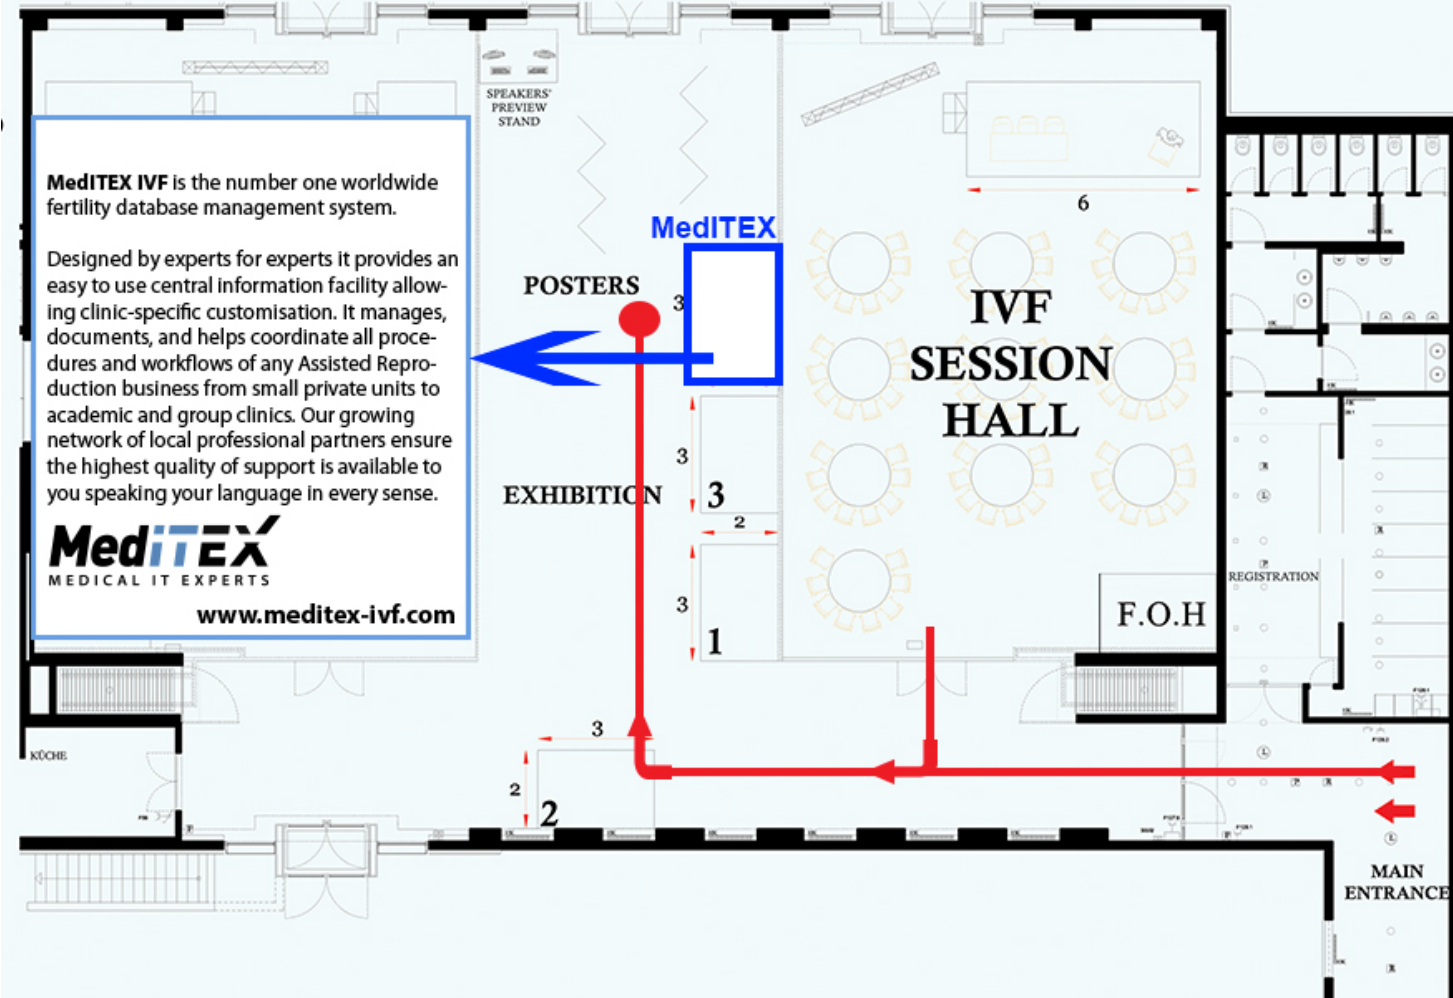 SPEAKERS'
PREVIEW
STAND
MedITEX IVF is the number one worldwide
fertility database management system.
Designed by experts for experts it provides an
easy to use central information facility allow-
ing clinic-specific customisation. It manages,
documents, and helps coordinate all proce-
dures and workflows of any Assisted Repro-
duction business from small private units to
academic and group clinics. Our growing
network of local professional partners ensure
the highest quality of support is available to
you speaking your language in every sense.
MedITEX
MEDICAL IT EXPERTS
www.meditex-ivf.com
MedITEX
POSTERS
3
EXHIBITION
3
3
2
3
1
6
IVF
SESSION
HALL
F.O.H
REGISTRATION
KÜCHE
3
2
2
MAIN
ENTRANCE